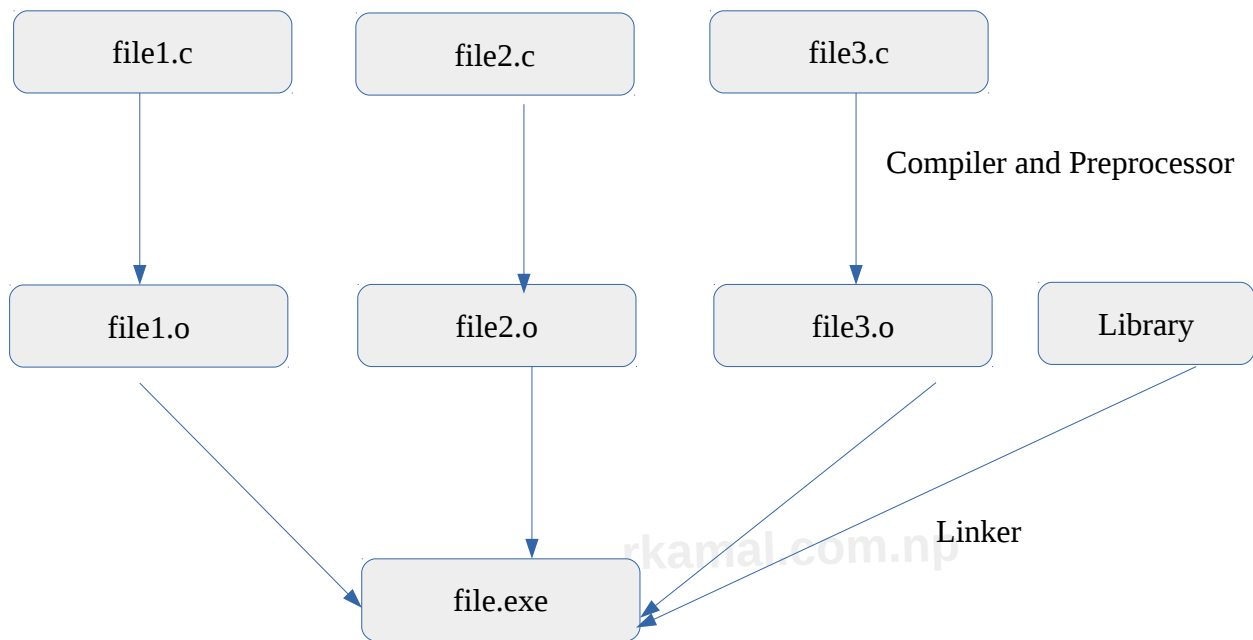 file1.c
file2.c
file3.c
Compiler and Preprocessor
file1.o
file2.o
file3.o
Library
Linker
rkamal.com.np
file.exe